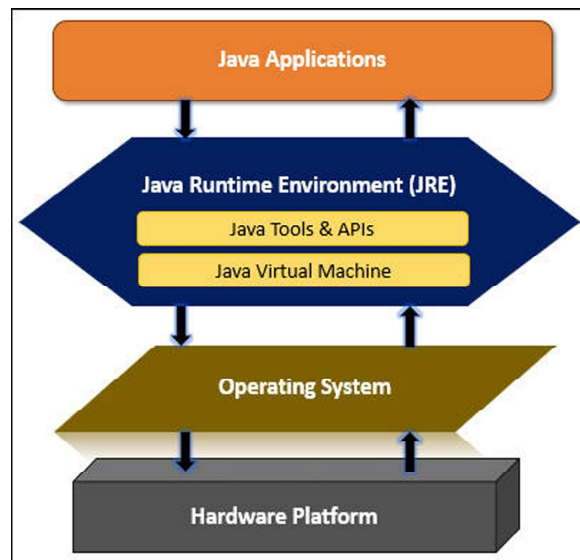 Java Applications
Java Runtime Environment (JRE)
Java Tools & APIs
Java Virtual Machine
Operating System
Hardware Platform